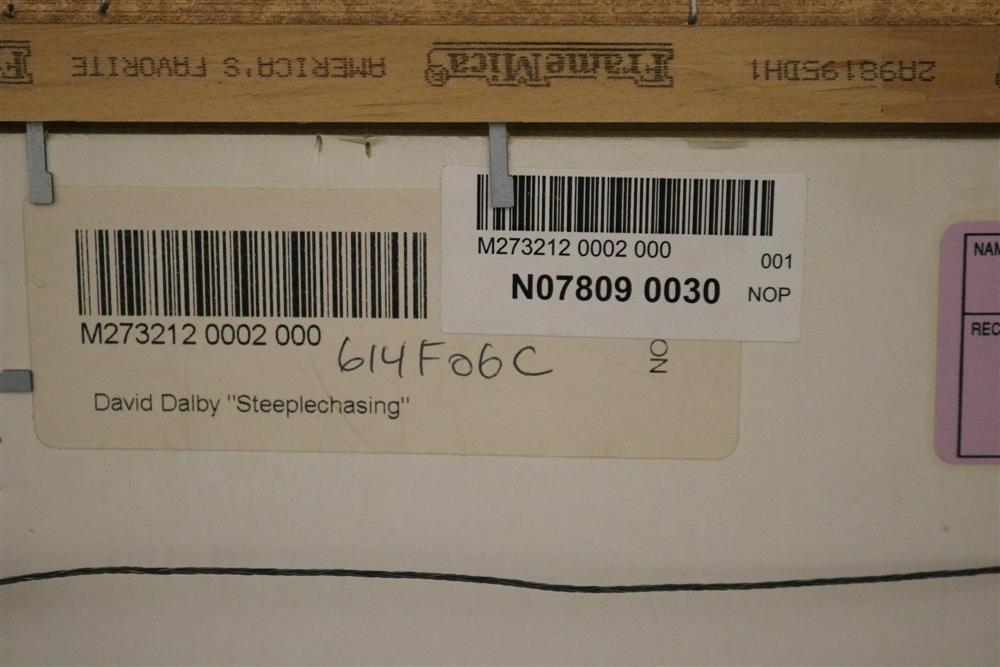 AMERICA'S FAVORITE FrameMica® 2A98195DH1
M273212 0002 000
001
N07809 0030 NOP
M273212 0002 000
614F06C
NO
David Dalby "Steeplechasing"
NAM
REC